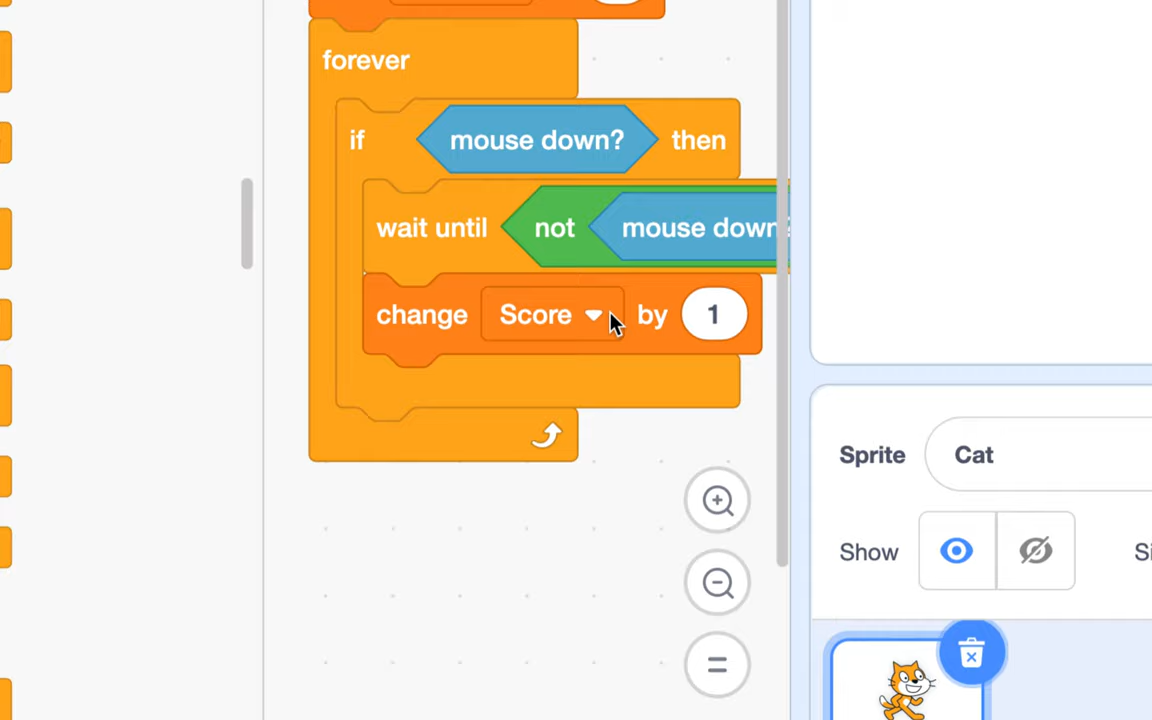 forever
if mouse down? then
wait until not mouse down?
change Score by 1
Sprite Cat
Show